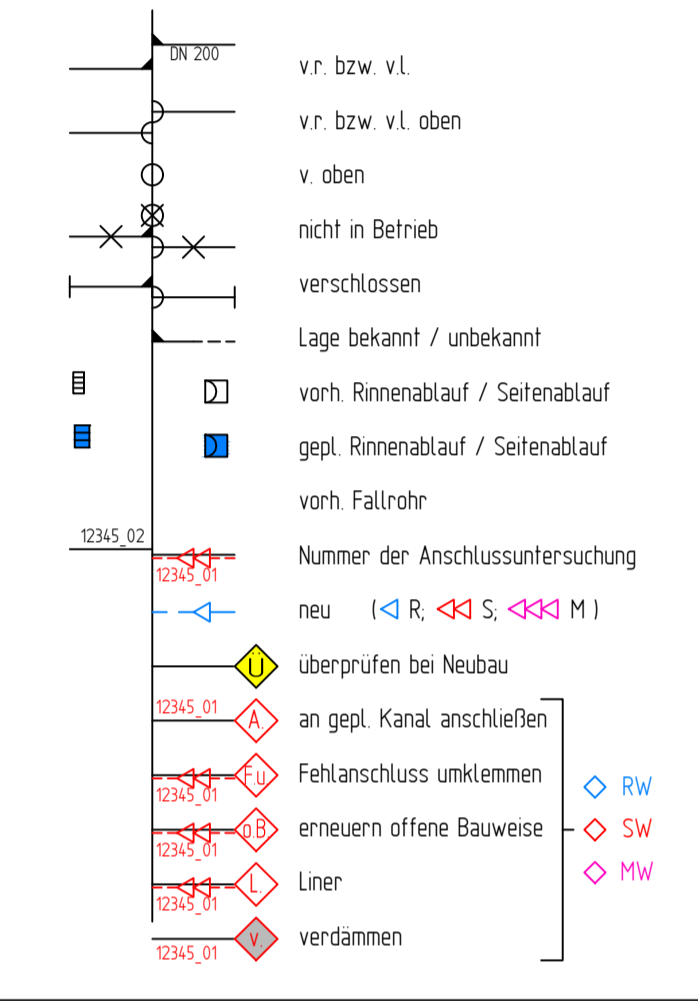 DN 200
v.r. bzw. v.l.
v.r. bzw. v.l. oben
v. oben
nicht in Betrieb
verschlossen
Lage bekannt / unbekannt
vorh. Rinnenablauf / Seitenablauf
gepl. Rinnenablauf / Seitenablauf
vorh. Fallrohr
12345_02
12345_01 Nummer der Anschlussuntersuchung
neu ( R; S; M )
Ü überprüfen bei Neubau
12345_01 A. an gepl. Kanal anschließen
F.u Fehlanschluss umklemmen
12345_01
RW
o.B erneuern offene Bauweise
SW
12345_01
MW
L. Liner
12345_01
v. verdämmen
12345_01